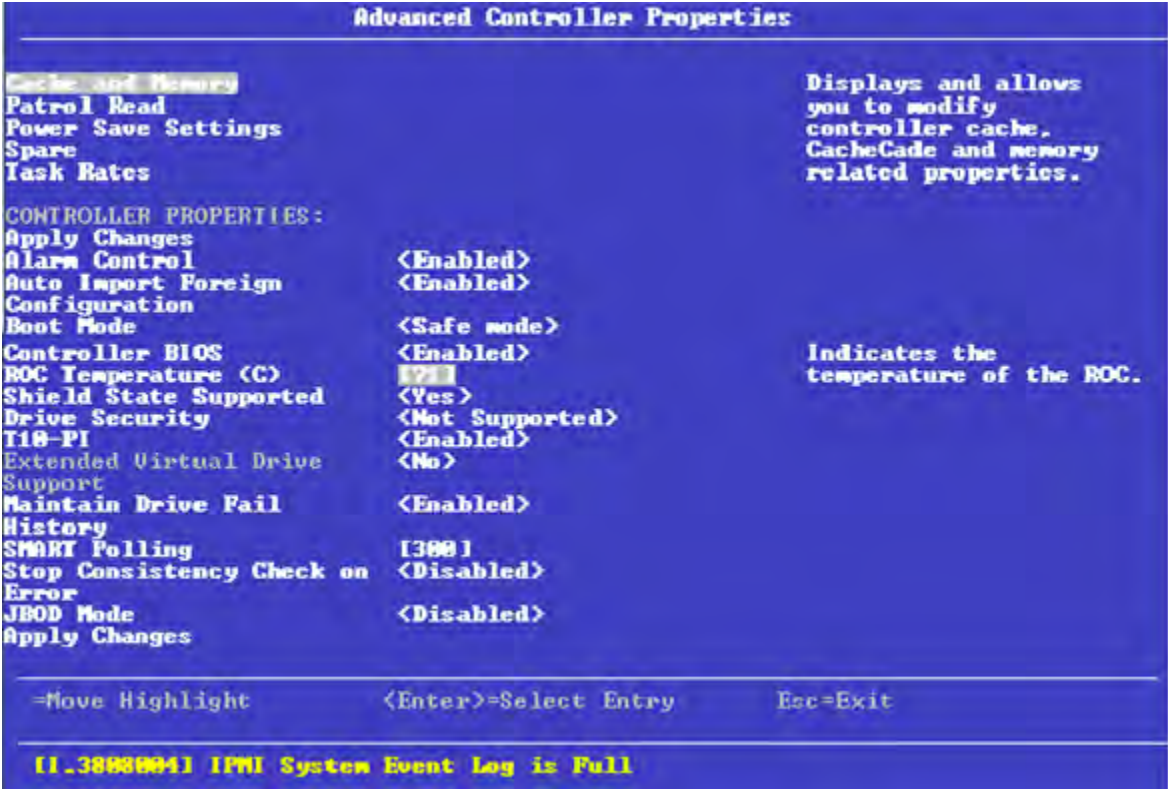 Advanced Controller Properties
Cache and Memory
Patrol Read
Power Save Settings
Spare
Task Rates
Displays and allows
you to modify
controller cache,
CacheCade and memory
related properties.
CONTROLLER PROPERTIES:
Apply Changes
Alarm Control <Enabled>
Auto Import Foreign <Enabled>
Configuration
Boot Mode <Safe mode>
Controller BIOS <Enabled>
ROC Temperature (C)
Shield State Supported <Yes>
Drive Security <Not Supported>
T10-PI <Enabled>
Extended Virtual Drive <No>
Support
Maintain Drive Fail <Enabled>
History
SMART Polling [300]
Stop Consistency Check on <Disabled>
Error
JBOD Mode <Disabled>
Apply Changes
Indicates the
temperature of the ROC.
=Move Highlight <Enter>=Select Entry Esc=Exit
[1.3808004] IPMI System Event Log is Full